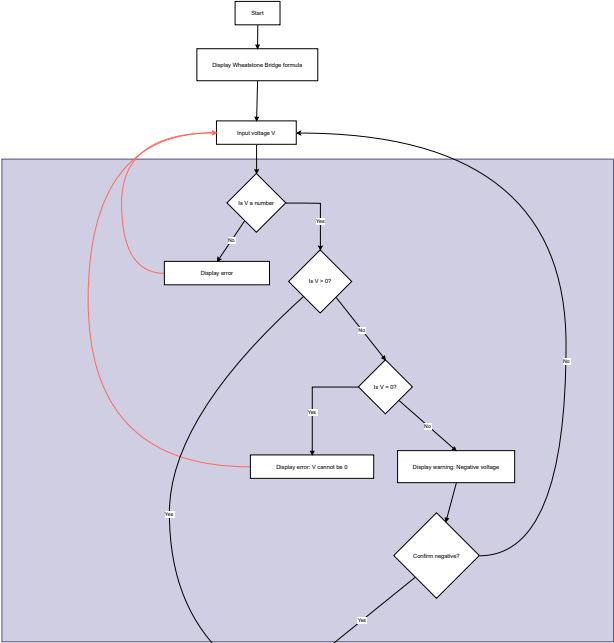 Start
Display Wheatstone Bridge formula
Input voltage V
Is V a number
Yes
No
Display error
Is V > 0?
No
No
Is V = 0?
Yes
No
Display error: V cannot be 0
Display warning: Negative voltage
Yes
Confirm negative?
Yes